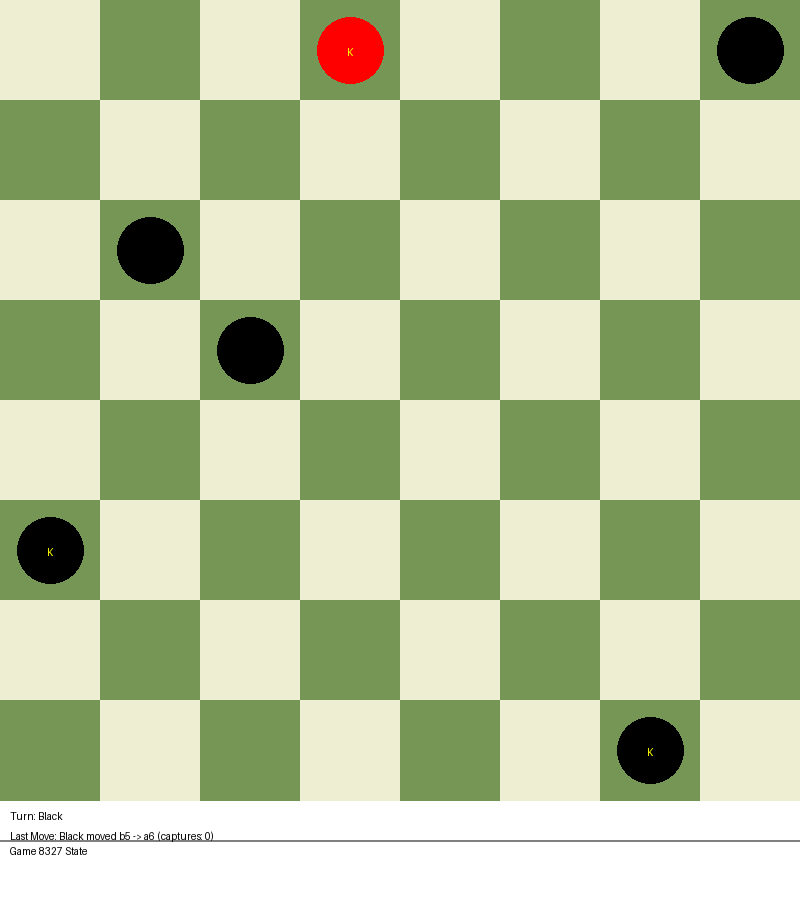 K
K
K
Turn: Black
Last Move: Black moved b5 -> a6 (captures: 0)
Game 8327 State